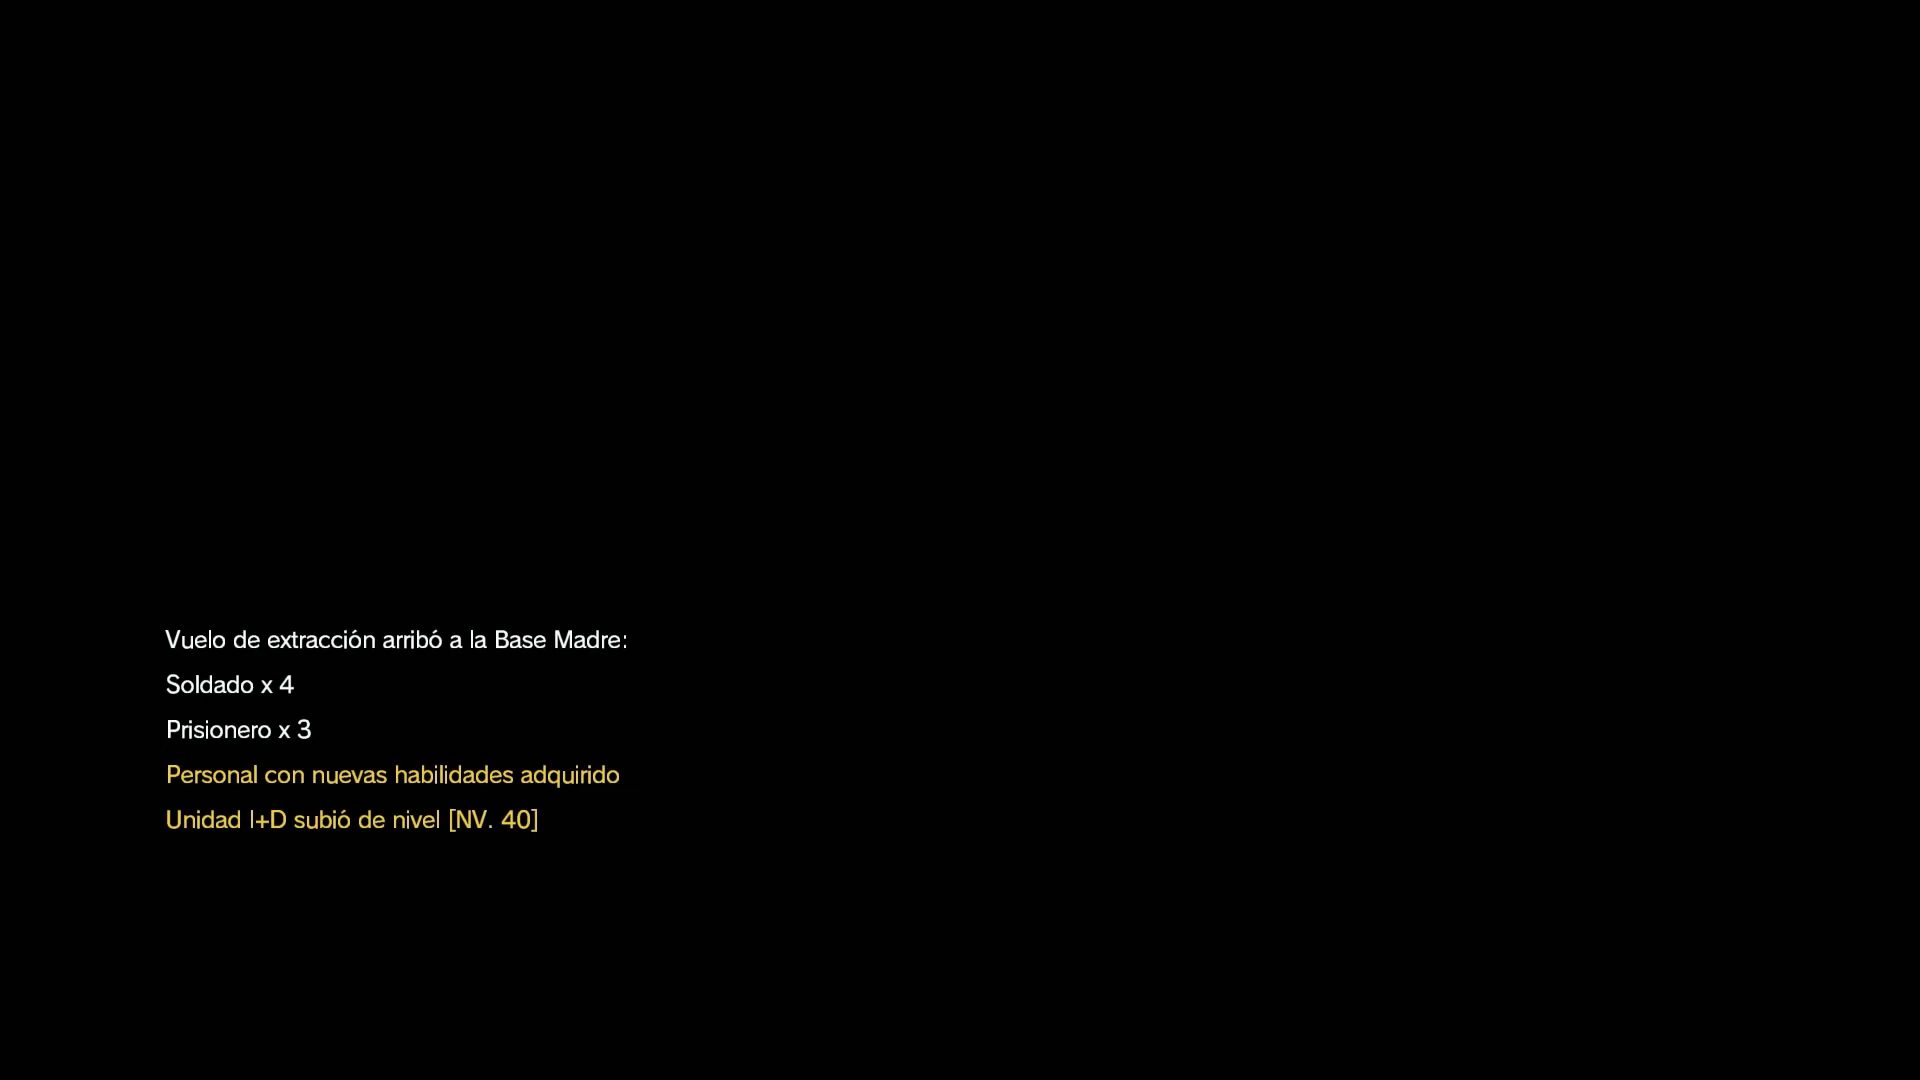 Vuelo de extracción arribó a la Base Madre:
Soldado x 4
Prisionero x 3
Personal con nuevas habilidades adquirido
Unidad I+D subió de nivel [NV. 40]